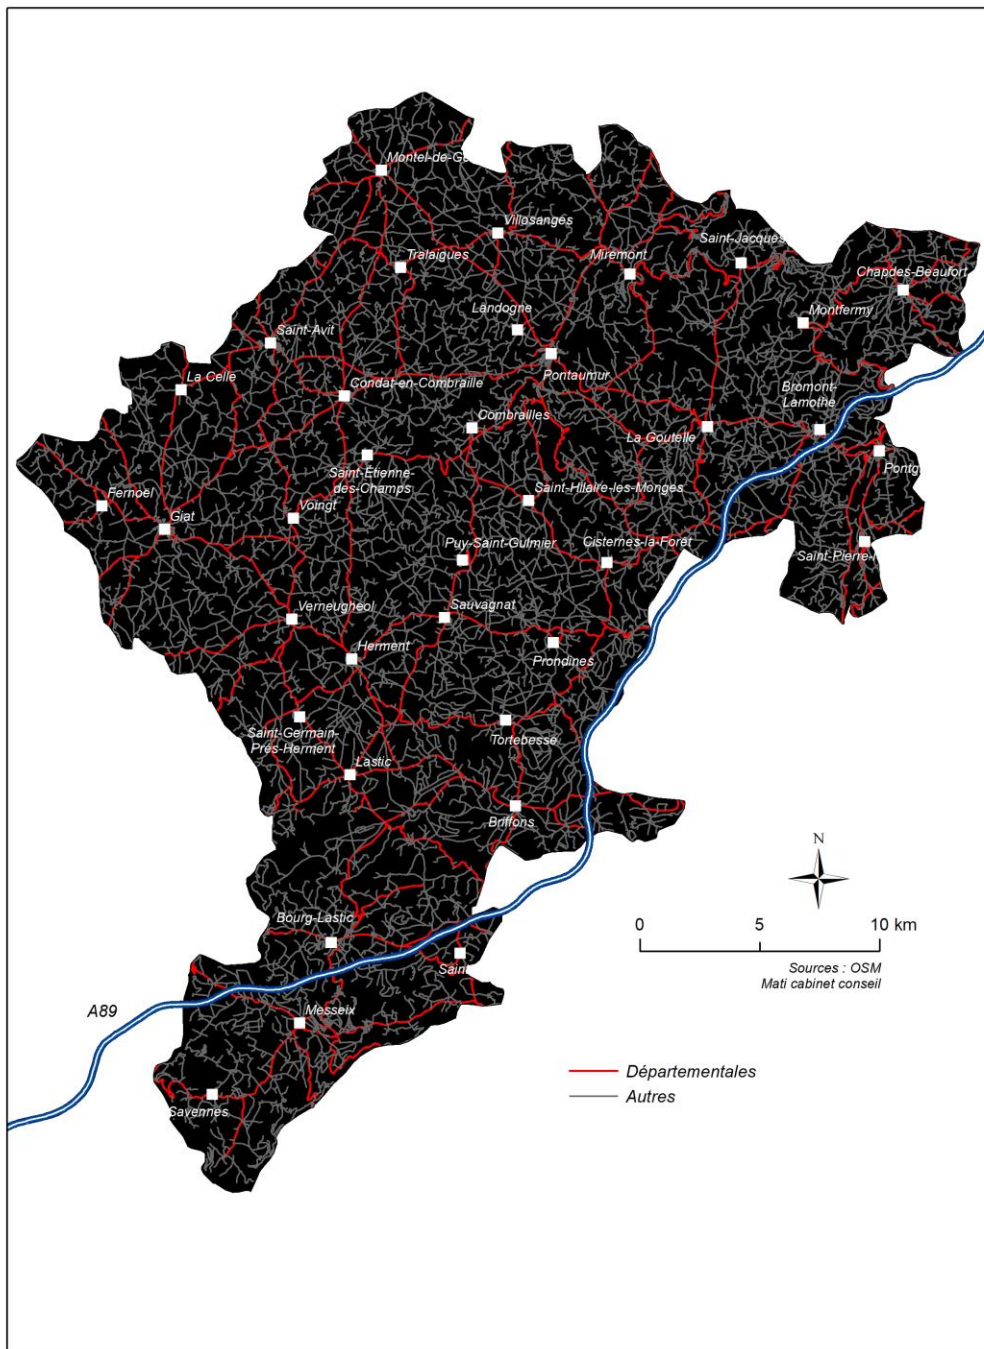 Montel-de-Ge
Villosanges
Tralaigues
Miremont
Saint-Jacques
Chapdes-Beaufort
Landogne
Montfermy
Saint-Avit
Pontaumur
La Celle
Condat-en-Combraille
Bromont-
Lamothe
Combrailles
La Goutelle
Saint-Étienne-
des-Champs
Pontg
Saint-Hilaire-les-Monges
Fernoël
Voingt
Giat
Puy-Saint-Gulmier
Cisternes-la-Forêt
Saint-Pierre-
Verneugheol
Sauvagnat
Herment
Prondines
Saint-Germain-
Près-Herment
Tortebesse
Lastic
Briffons
N
Bourg-Lastic
0 5 10 km
Saint
Sources : OSM
Mati cabinet conseil
A89
Messeix
Départementales
Autres
Savennes